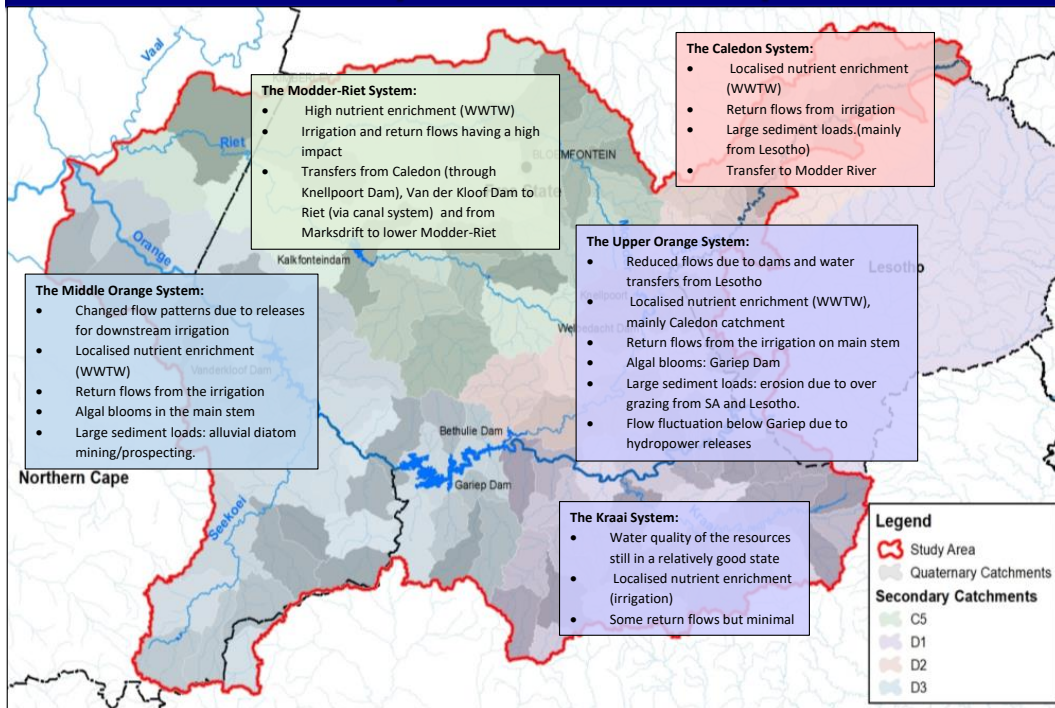 Vaal
The Modder-Riet System:
• High nutrient enrichment (WWTW)
• Irrigation and return flows having a high
impact
• Transfers from Caledon (through
Knellpoort Dam), Van der Kloof Dam to
Riet (via canal system) and from
Marksdrift to lower Modder-Riet
The Caledon System:
• Localised nutrient enrichment
(WWTW)
• Return flows from irrigation
• Large sediment loads.(mainly
from Lesotho)
• Transfer to Modder River
Riet
BLOEMFONTEIN
Orange
Kalkfonteindam
Lesotho
Knellpoort
Vanderkloof Dam
The Middle Orange System:
• Changed flow patterns due to releases
for downstream irrigation
• Localised nutrient enrichment
(WWTW)
• Return flows from the irrigation
• Algal blooms in the main stem
• Large sediment loads: alluvial diatom
mining/prospecting.
The Upper Orange System:
• Reduced flows due to dams and water
transfers from Lesotho
• Localised nutrient enrichment (WWTW),
mainly Caledon catchment
• Return flows from the irrigation on main stem
• Algal blooms: Gariep Dam
• Large sediment loads: erosion due to over
grazing from SA and Lesotho.
• Flow fluctuation below Gariep due to
hydropower releases
Bethulie Dam
Gariep Dam
Northern Cape
Seekoei
Kraai
The Kraai System:
• Water quality of the resources
still in a relatively good state
• Localised nutrient enrichment
(irrigation)
• Some return flows but minimal
Legend
Study Area
Quaternary Catchments
Secondary Catchments
C5
D1
D2
D3